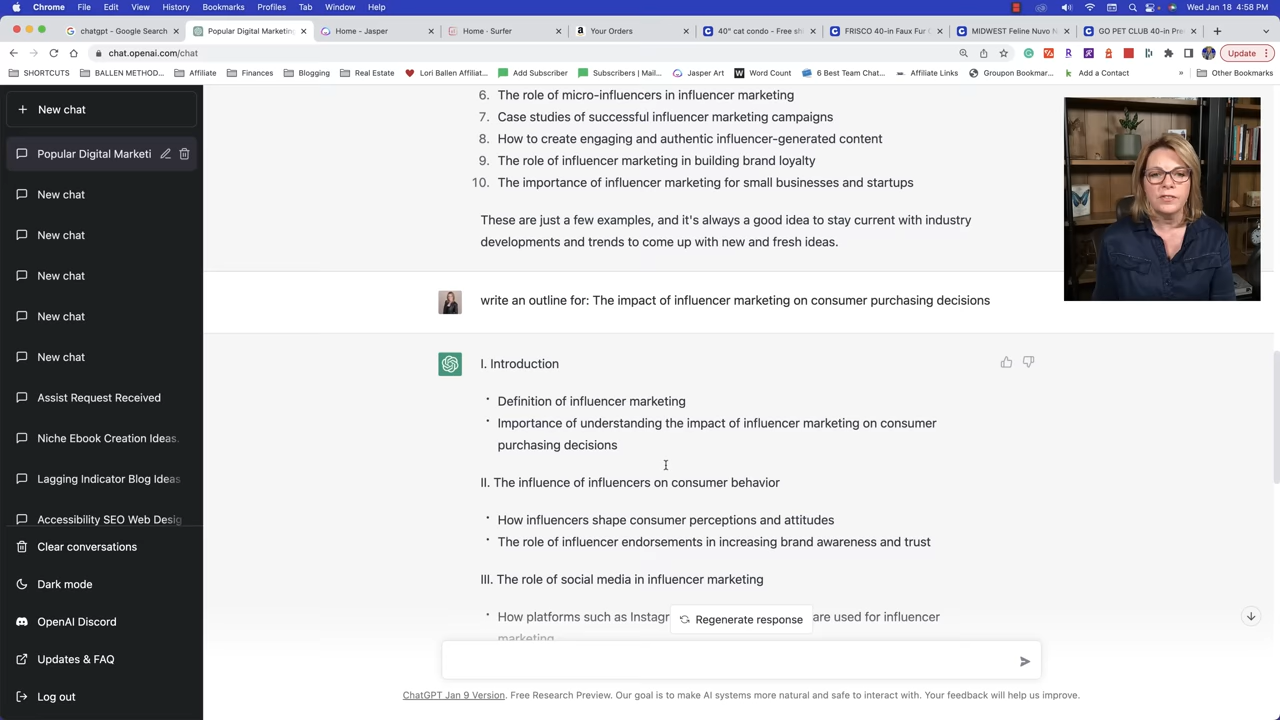 Chrome File Edit View History Bookmarks Profiles Tab Window Help
Wed Jan 18 4:58 PM
chatgpt - Google Search
Popular Digital Marketing
Home - Jasper
Home · Surfer
Your Orders
40" cat condo - Free sh
FRISCO 40-in Faux Fur
MIDWEST Feline Nuvo N
GO PET CLUB 40-in Pre
chat.openai.com/chat
Update
SHORTCUTS
BALLEN METHOD...
Affiliate
Finances
Blogging
Real Estate
Lori Ballen Affiliat...
Add Subscriber
Subscribers | Mail...
Jasper Art
Word Count
6 Best Team Chat...
Affiliate Links
Groupon Bookmar...
Add a Contact
»
Other Bookmarks
+ New chat
Popular Digital Marketi
New chat
New chat
New chat
New chat
New chat
Assist Request Received
Niche Ebook Creation Ideas.
Lagging Indicator Blog Ideas
Accessibility SEO Web Desig
Clear conversations
Dark mode
OpenAI Discord
Updates & FAQ
Log out
6. The role of micro-influencers in influencer marketing
7. Case studies of successful influencer marketing campaigns
8. How to create engaging and authentic influencer-generated content
9. The role of influencer marketing in building brand loyalty
10. The importance of influencer marketing for small businesses and startups
These are just a few examples, and it's always a good idea to stay current with industry
developments and trends to come up with new and fresh ideas.
write an outline for: The impact of influencer marketing on consumer purchasing decisions
I. Introduction
• Definition of influencer marketing
• Importance of understanding the impact of influencer marketing on consumer
purchasing decisions
II. The influence of influencers on consumer behavior
• How influencers shape consumer perceptions and attitudes
• The role of influencer endorsements in increasing brand awareness and trust
III. The role of social media in influencer marketing
• How platforms such as Instagr are used for influencer
marketing
Regenerate response
ChatGPT Jan 9 Version. Free Research Preview. Our goal is to make AI systems more natural and safe to interact with. Your feedback will help us improve.